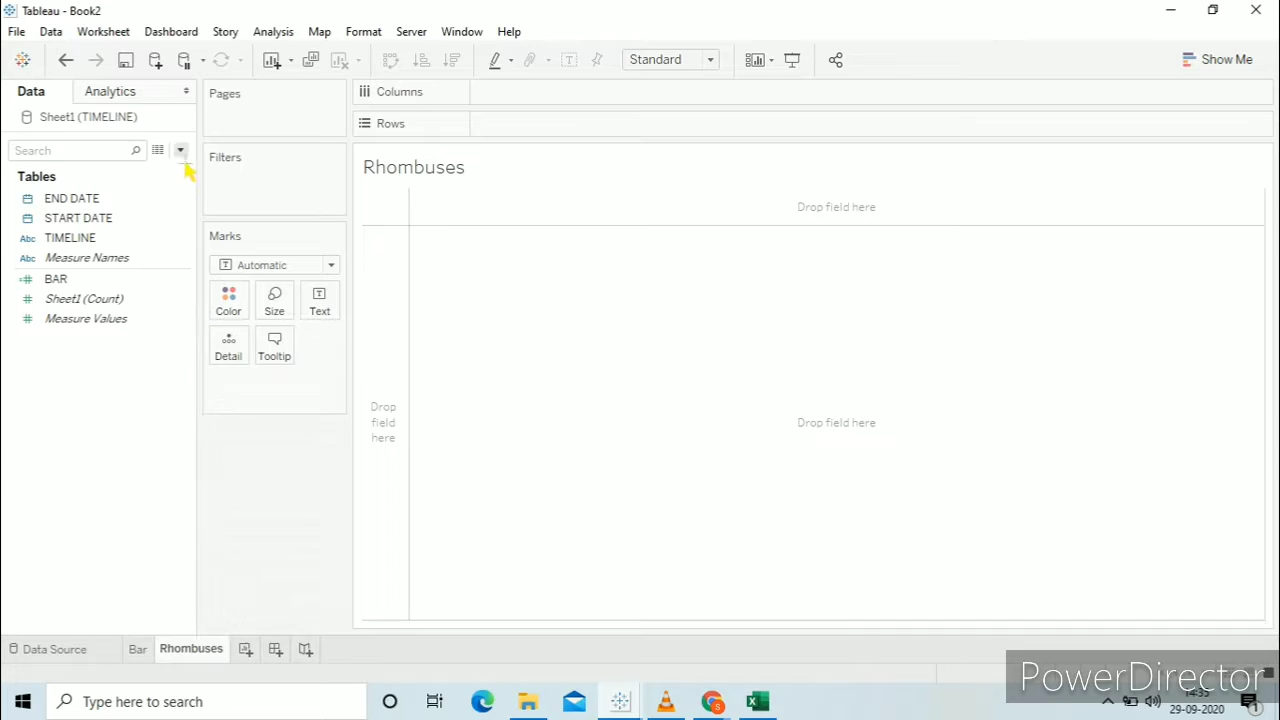 Tableau - Book2
File Data Worksheet Dashboard Story Analysis Map Format Server Window Help
Standard
Show Me
Data Analytics
Sheet1 (TIMELINE)
Search
Tables
END DATE
START DATE
Abc TIMELINE
Abc Measure Names
BAR
Sheet1 (Count)
Measure Values
Pages
Filters
Marks
Automatic
Color Size Text
Detail Tooltip
Columns
Rows
Rhombuses
Drop field here
Drop
field
here
Drop field here
Data Source Bar Rhombuses
PowerDirector
Type here to search
29-09-2020
1